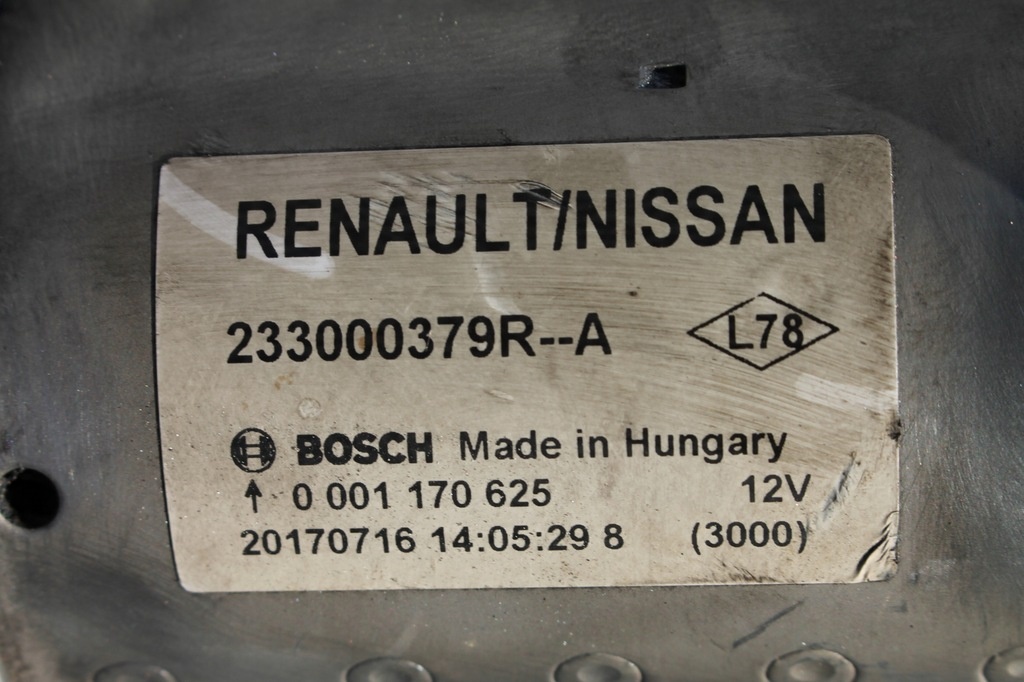 RENAULT/NISSAN
233000379R--A L78
BOSCH Made in Hungary
↑ 0 001 170 625 12V
20170716 14:05:29 8 (3000)